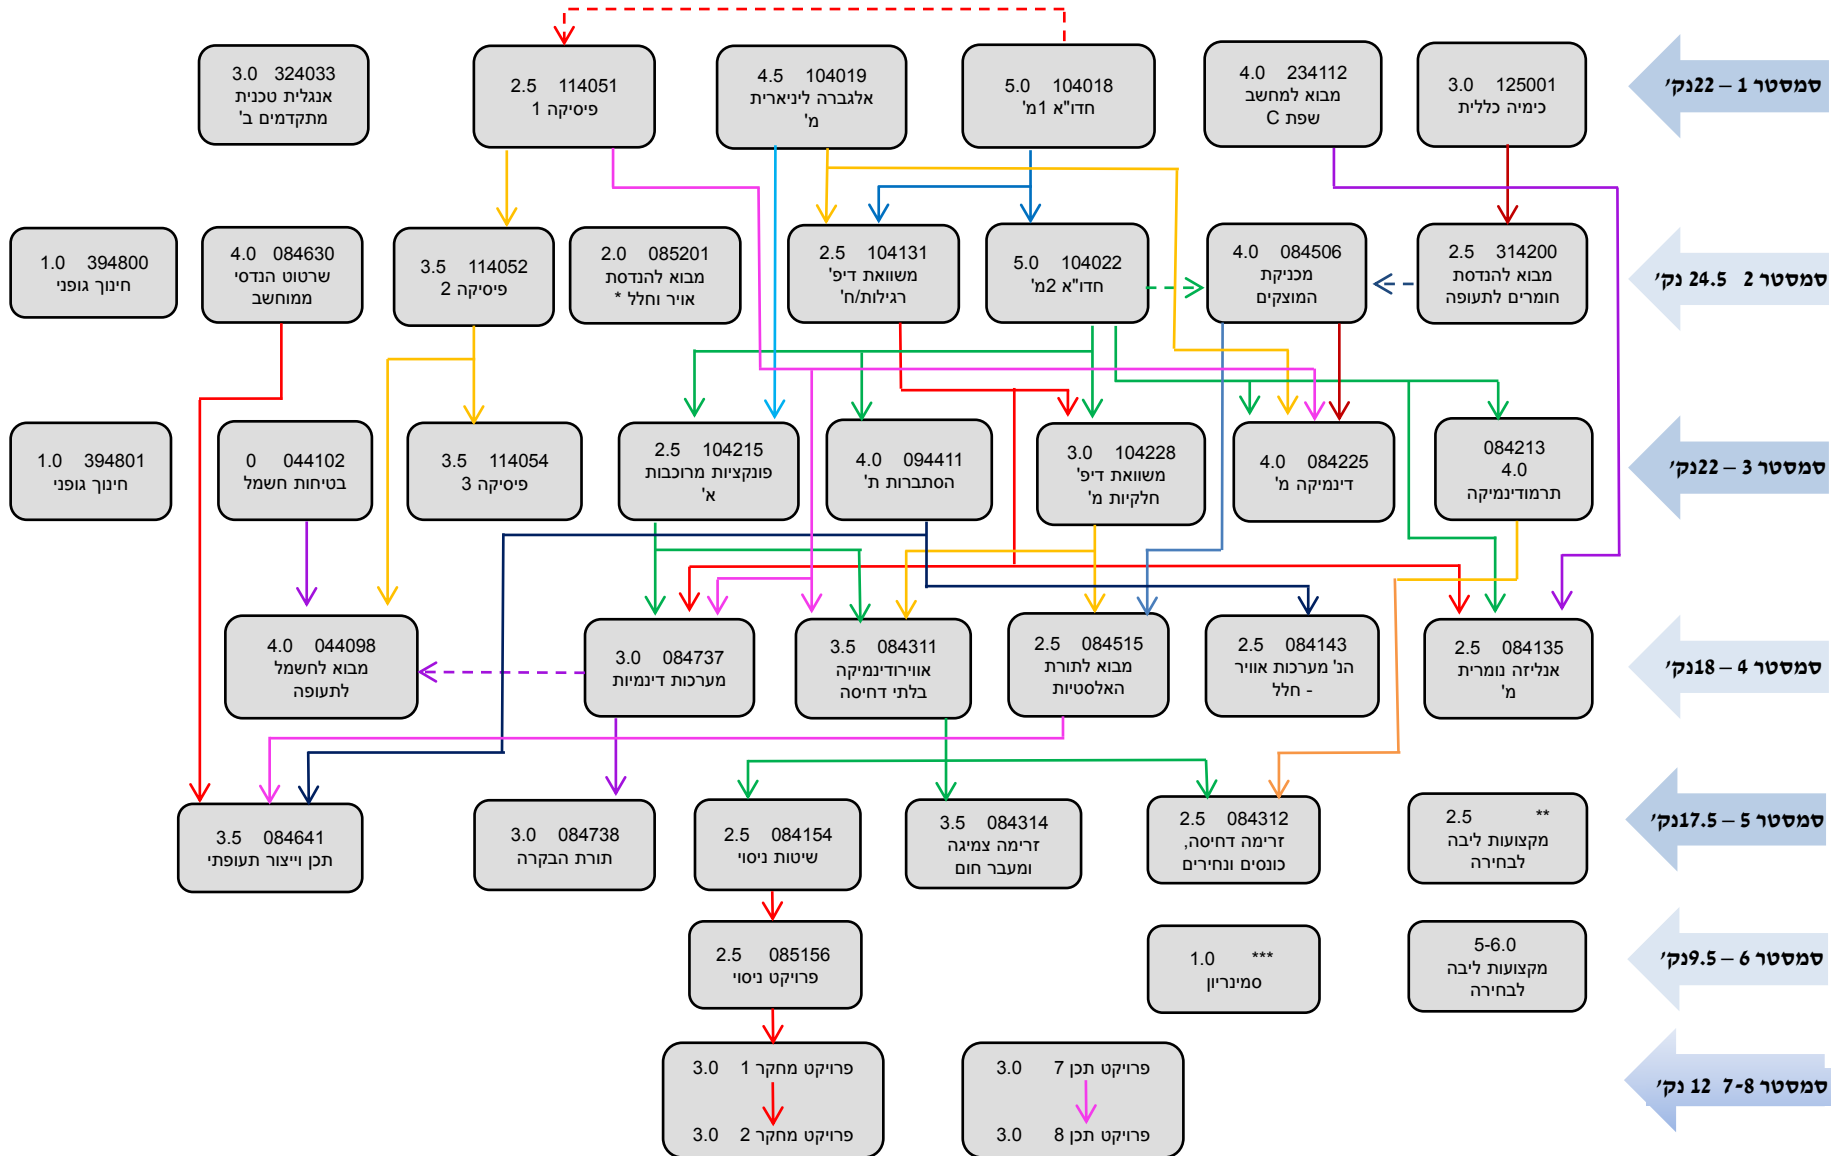 סמסטר 1 – 22נק'
125001 3.0
כימיה כללית
234112 4.0
מבוא למחשב
שפת C
104018 5.0
חדו"א 1מ'
104019 4.5
אלגברה ליניארית
מ'
114051 2.5
פיסיקה 1
324033 3.0
אנגלית טכנית
מתקדמים ב'
סמסטר 2 24.5 נק'
314200 2.5
מבוא להנדסת
חומרים לתעופה
084506 4.0
מכניקת
המוצקים
104022 5.0
חדו"א 2מ'
104131 2.5
משוואת דיפ'
רגילות/ח'
085201 2.0
מבוא להנדסת
אויר וחלל *
114052 3.5
פיסיקה 2
084630 4.0
שרטוט הנדסי
ממוחשב
394800 1.0
חינוך גופני
סמסטר 3 – 22נק'
084213
4.0
תרמודינמיקה
084225 4.0
דינמיקה מ'
104228 3.0
משוואת דיפ'
חלקיות מ'
094411 4.0
הסתברות ת'
104215 2.5
פונקציות מרוכבות
א'
114054 3.5
פיסיקה 3
044102 0
בטיחות חשמל
394801 1.0
חינוך גופני
סמסטר 4 – 18נק'
084135 2.5
אנליזה נומרית
מ'
084143 2.5
הנ' מערכות אוויר
- חלל
084515 2.5
מבוא לתורת
האלסטיות
084311 3.5
אווירודינמיקה
בלתי דחיסה
084737 3.0
מערכות דינמיות
044098 4.0
מבוא לחשמל
לתעופה
סמסטר 5 – 17.5נק'
** 2.5
מקצועות ליבה
לבחירה
084312 2.5
זרימה דחיסה,
כונסים ונחירים
084314 3.5
זרימה צמיגה
ומעבר חום
084154 2.5
שיטות ניסוי
084738 3.0
תורת הבקרה
084641 3.5
תכן וייצור תעופתי
סמסטר 6 – 9.5נק'
5-6.0
מקצועות ליבה
לבחירה
*** 1.0
סמינריון
085156 2.5
פרויקט ניסוי
סמסטר 7-8 12 נק'
פרויקט תכן 7 3.0
פרויקט תכן 8 3.0
פרויקט מחקר 1 3.0
פרויקט מחקר 2 3.0